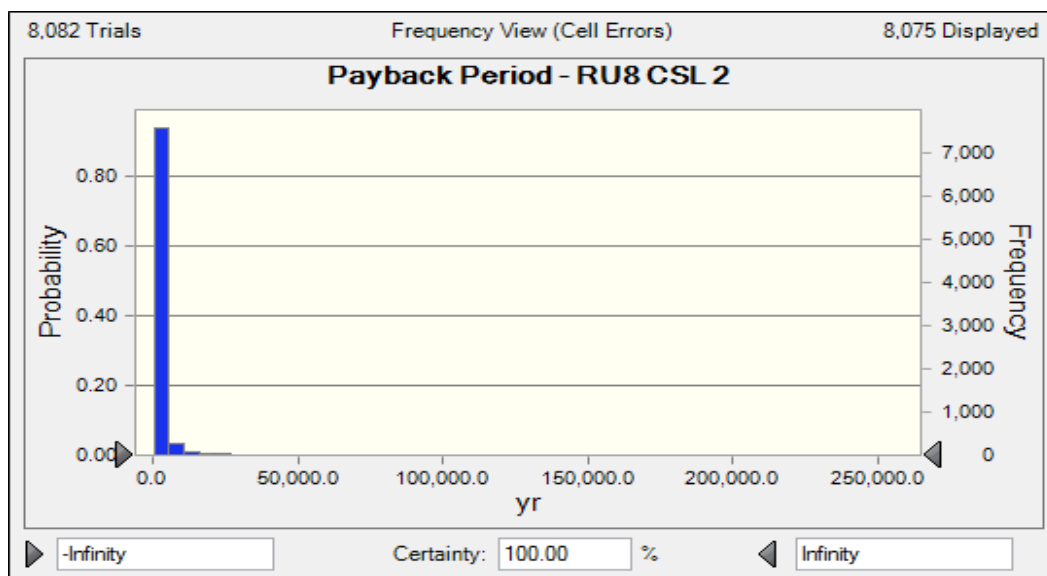 8,082 Trials Frequency View (Cell Errors) 8,075 Displayed
Payback Period - RU8 CSL 2
Probability
0.80
0.60
0.40
0.20
0.00
7,000
6,000
5,000
4,000
3,000
2,000
1,000
0
Frequency
0.0 50,000.0 100,000.0 150,000.0 200,000.0 250,000.0
yr
-Infinity Certainty: 100.00 % Infinity